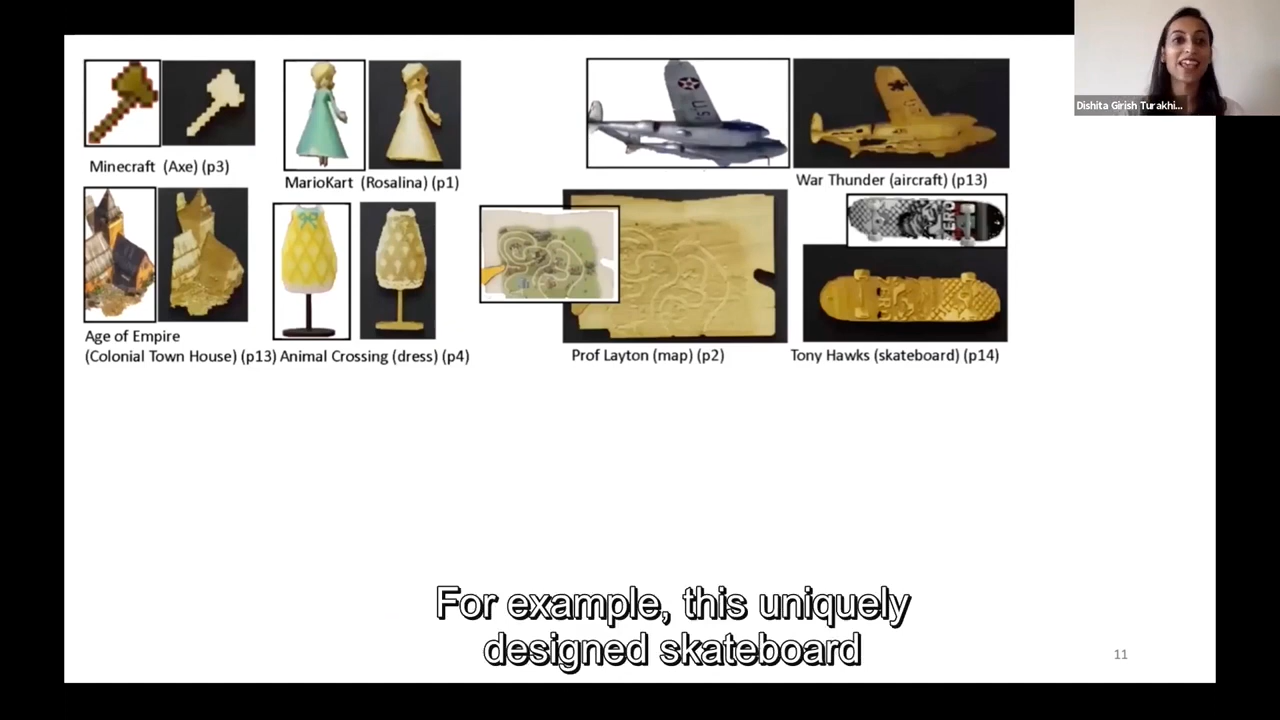 Dishita Girish Turakhi...
Minecraft (Axe) (p3)
MarioKart (Rosalina) (p1)
War Thunder (aircraft) (p13)
Age of Empire
(Colonial Town House) (p13)
Animal Crossing (dress) (p4)
Prof Layton (map) (p2)
Tony Hawks (skateboard) (p14)
For example, this uniquely
designed skateboard
11